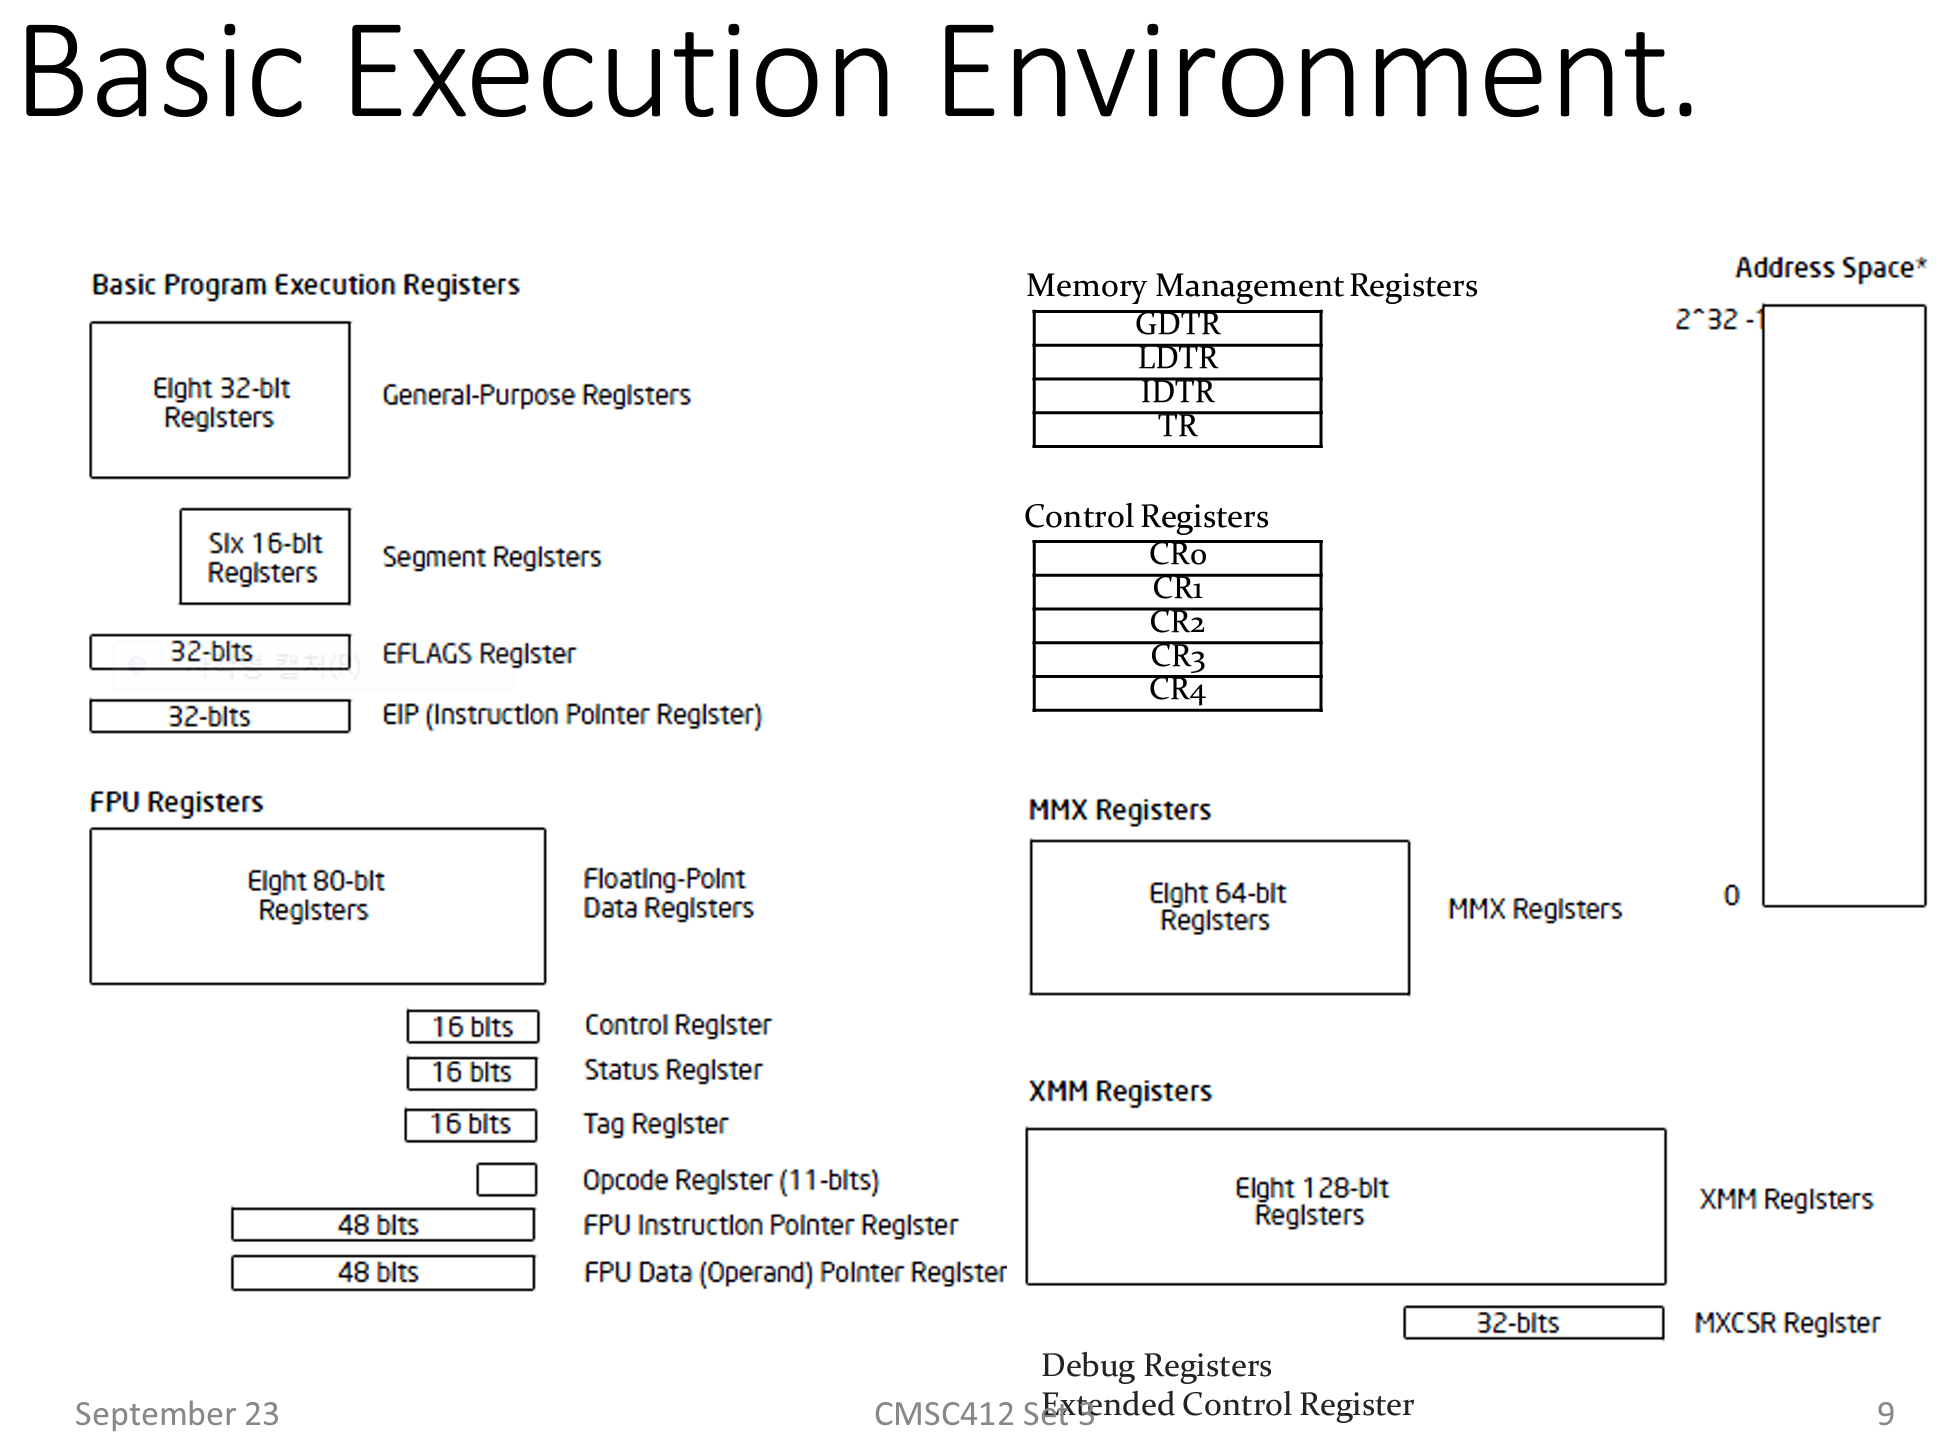 Basic Execution Environment.
Basic Program Execution Registers
Eight 32-bit
Registers
General-Purpose Registers
Six 16-bit
Registers
Segment Registers
32-bits
EFLAGS Register
32-bits
EIP (Instruction Pointer Register)
FPU Registers
Eight 80-bit
Registers
Floating-Point
Data Registers
16 bits
Control Register
16 bits
Status Register
16 bits
Tag Register
Opcode Register (11-bits)
48 bits
FPU Instruction Pointer Register
48 bits
FPU Data (Operand) Pointer Register
Memory Management Registers
GDTR
LDTR
IDTR
TR
Control Registers
CR0
CR1
CR2
CR3
CR4
MMX Registers
Eight 64-bit
Registers
MMX Registers
XMM Registers
Eight 128-bit
Registers
XMM Registers
32-bits
MXCSR Register
Debug Registers
Extended Control Register
Address Space*
2^32 -1
0
September 23
CMSC412 Set 3
9